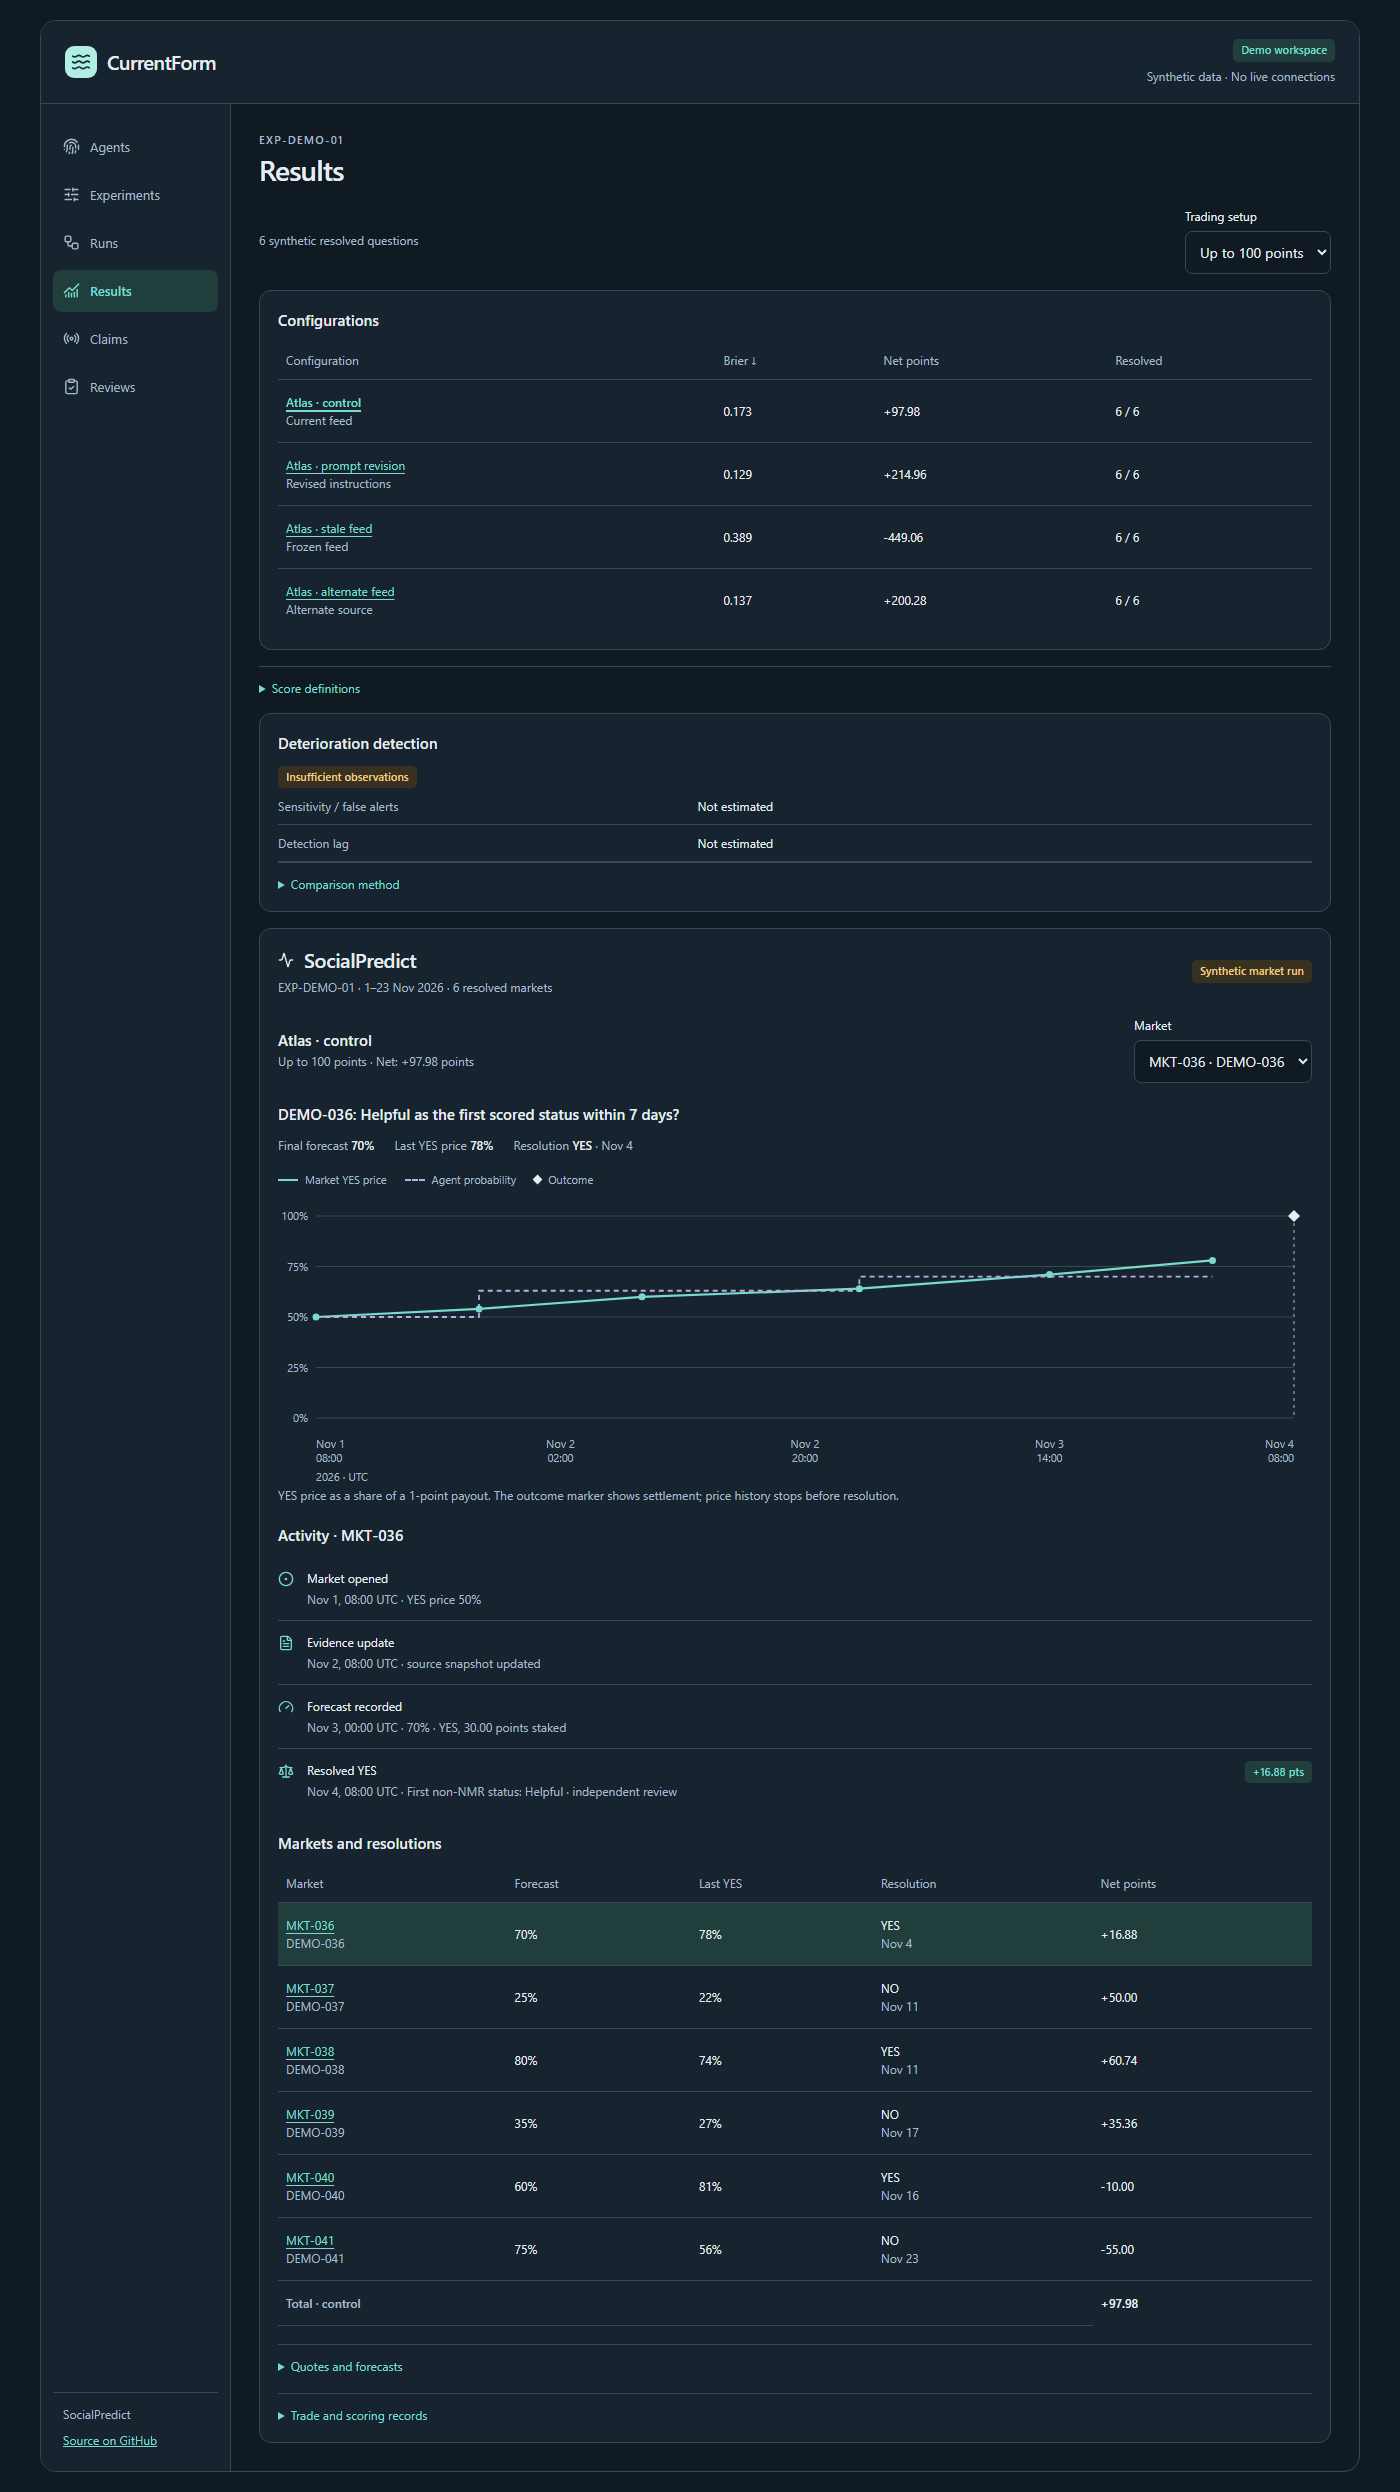 CurrentForm
Demo workspace
Synthetic data · No live connections
Agents
Experiments
Runs
Results
Claims
Reviews
EXP-DEMO-01
Results
6 synthetic resolved questions
Trading setup
Up to 100 points
Configurations
Configuration Brier ↓ Net points Resolved
Atlas · control
Current feed
0.173 +97.98 6 / 6
Atlas · prompt revision
Revised instructions
0.129 +214.96 6 / 6
Atlas · stale feed
Frozen feed
0.389 -449.06 6 / 6
Atlas · alternate feed
Alternate source
0.137 +200.28 6 / 6
Score definitions
Deterioration detection
Insufficient observations
Sensitivity / false alerts Not estimated
Detection lag Not estimated
Comparison method
SocialPredict
EXP-DEMO-01 · 1–23 Nov 2026 · 6 resolved markets
Synthetic market run
Atlas · control
Up to 100 points · Net: +97.98 points
Market
MKT-036 · DEMO-036
DEMO-036: Helpful as the first scored status within 7 days?
Final forecast 70% Last YES price 78% Resolution YES · Nov 4
Market YES price Agent probability Outcome
100%
75%
50%
25%
0%
Nov 1 Nov 2 Nov 2 Nov 3 Nov 4
08:00 02:00 20:00 14:00 08:00
2026 · UTC
YES price as a share of a 1-point payout. The outcome marker shows settlement; price history stops before resolution.
Activity · MKT-036
Market opened
Nov 1, 08:00 UTC · YES price 50%
Evidence update
Nov 2, 08:00 UTC · source snapshot updated
Forecast recorded
Nov 3, 00:00 UTC · 70% · YES, 30.00 points staked
Resolved YES
Nov 4, 08:00 UTC · First non-NMR status: Helpful · independent review
+16.88 pts
Markets and resolutions
Market Forecast Last YES Resolution Net points
MKT-036
DEMO-036
70% 78%
YES
Nov 4
+16.88
MKT-037
DEMO-037
25% 22%
NO
Nov 11
+50.00
MKT-038
DEMO-038
80% 74%
YES
Nov 11
+60.74
MKT-039
DEMO-039
35% 27%
NO
Nov 17
+35.36
MKT-040
DEMO-040
60% 81%
YES
Nov 16
-10.00
MKT-041
DEMO-041
75% 56%
NO
Nov 23
-55.00
Total · control +97.98
Quotes and forecasts
Trade and scoring records
SocialPredict
Source on GitHub